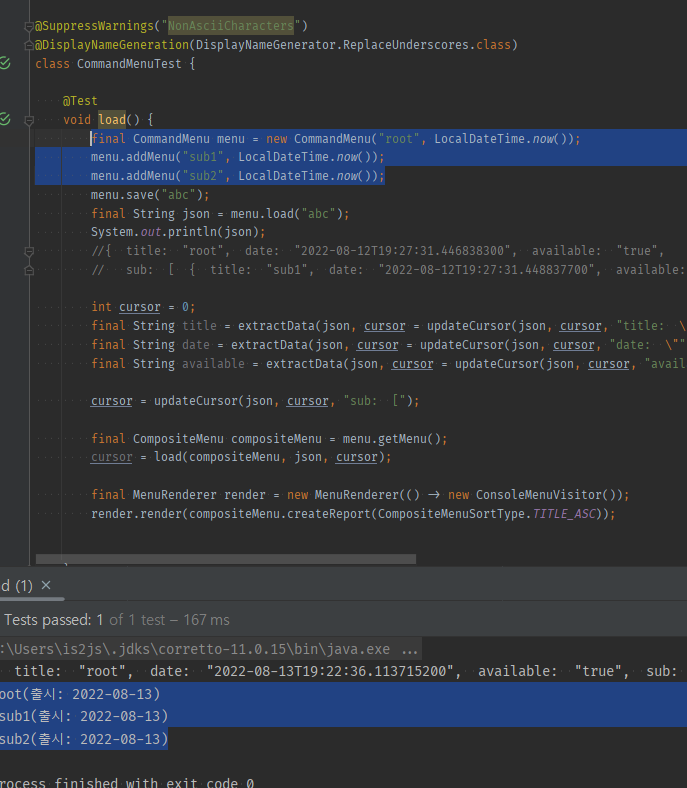 @SuppressWarnings("NonAsciiCharacters")
@DisplayNameGeneration(DisplayNameGenerator.ReplaceUnderscores.class)
class CommandMenuTest {
@Test
void load() {
final CommandMenu menu = new CommandMenu("root", LocalDateTime.now());
menu.addMenu("sub1", LocalDateTime.now());
menu.addMenu("sub2", LocalDateTime.now());
menu.save("abc");
final String json = menu.load("abc");
System.out.println(json);
//{ title: "root", date: "2022-08-12T19:27:31.446838300", available: "true",
// sub: [ { title: "sub1", date: "2022-08-12T19:27:31.448837700", available:
int cursor = 0;
final String title = extractData(json, cursor = updateCursor(json, cursor, "title: \
final String date = extractData(json, cursor = updateCursor(json, cursor, "date: \""
final String available = extractData(json, cursor = updateCursor(json, cursor, "avail
cursor = updateCursor(json, cursor, "sub: [");
final CompositeMenu compositeMenu = menu.getMenu();
cursor = load(compositeMenu, json, cursor);
final MenuRenderer render = new MenuRenderer(() -> new ConsoleMenuVisitor());
render.render(compositeMenu.createReport(CompositeMenuSortType.TITLE_ASC));
d (1) ×
Tests passed: 1 of 1 test – 167 ms
:\Users\is2js\.jdks\corretto-11.0.15\bin\java.exe ...
title: "root", date: "2022-08-13T19:22:36.113715200", available: "true", sub:
oot(출시: 2022-08-13)
sub1(출시: 2022-08-13)
sub2(출시: 2022-08-13)
rocess finished with exit code 0